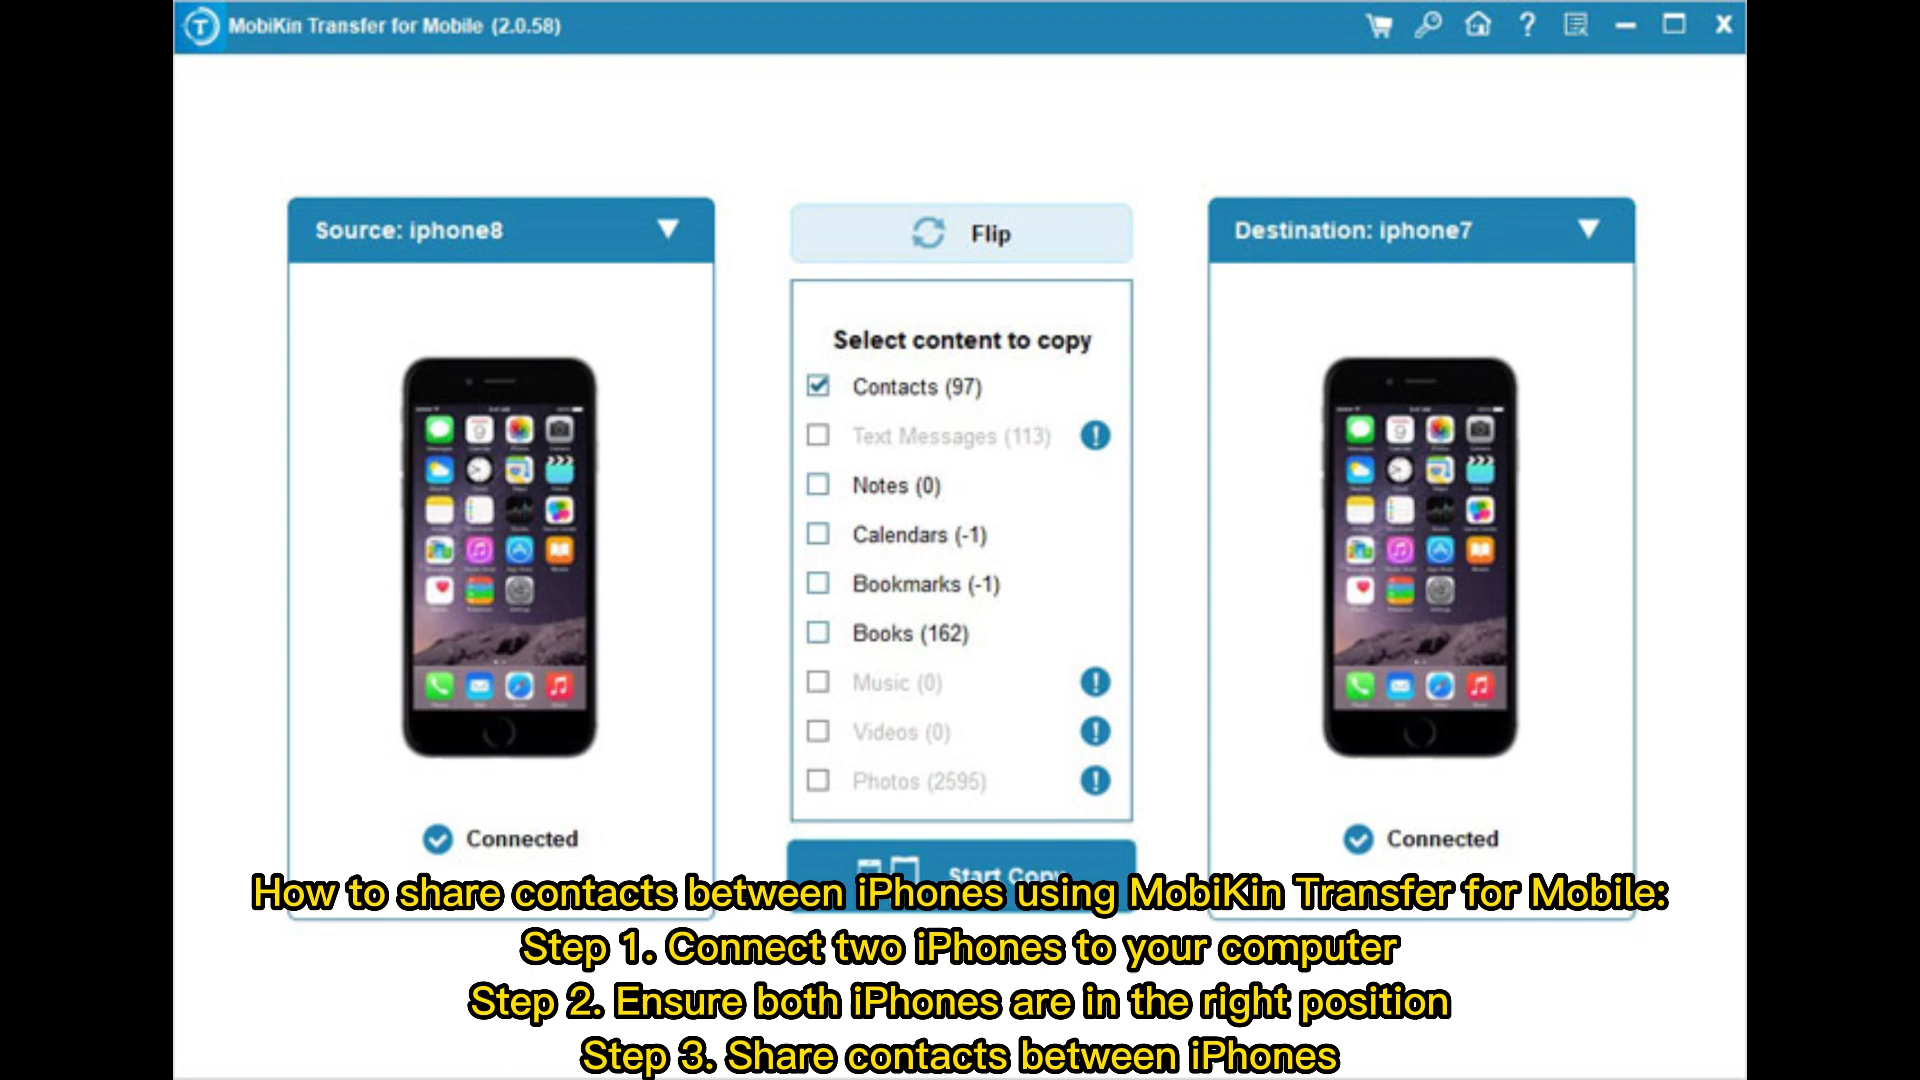 MobiKin Transfer for Mobile (2.0.58)
Source: iphone8
Flip
Destination: iphone7
Select content to copy
Contacts (97)
Text Messages (113)
Notes (0)
Calendars (-1)
Bookmarks (-1)
Books (162)
Music (0)
Videos (0)
Photos (2595)
Connected
Connected
Start Copy
How to share contacts between iPhones using MobiKin Transfer for Mobile:
Step 1. Connect two iPhones to your computer
Step 2. Ensure both iPhones are in the right position
Step 3. Share contacts between iPhones